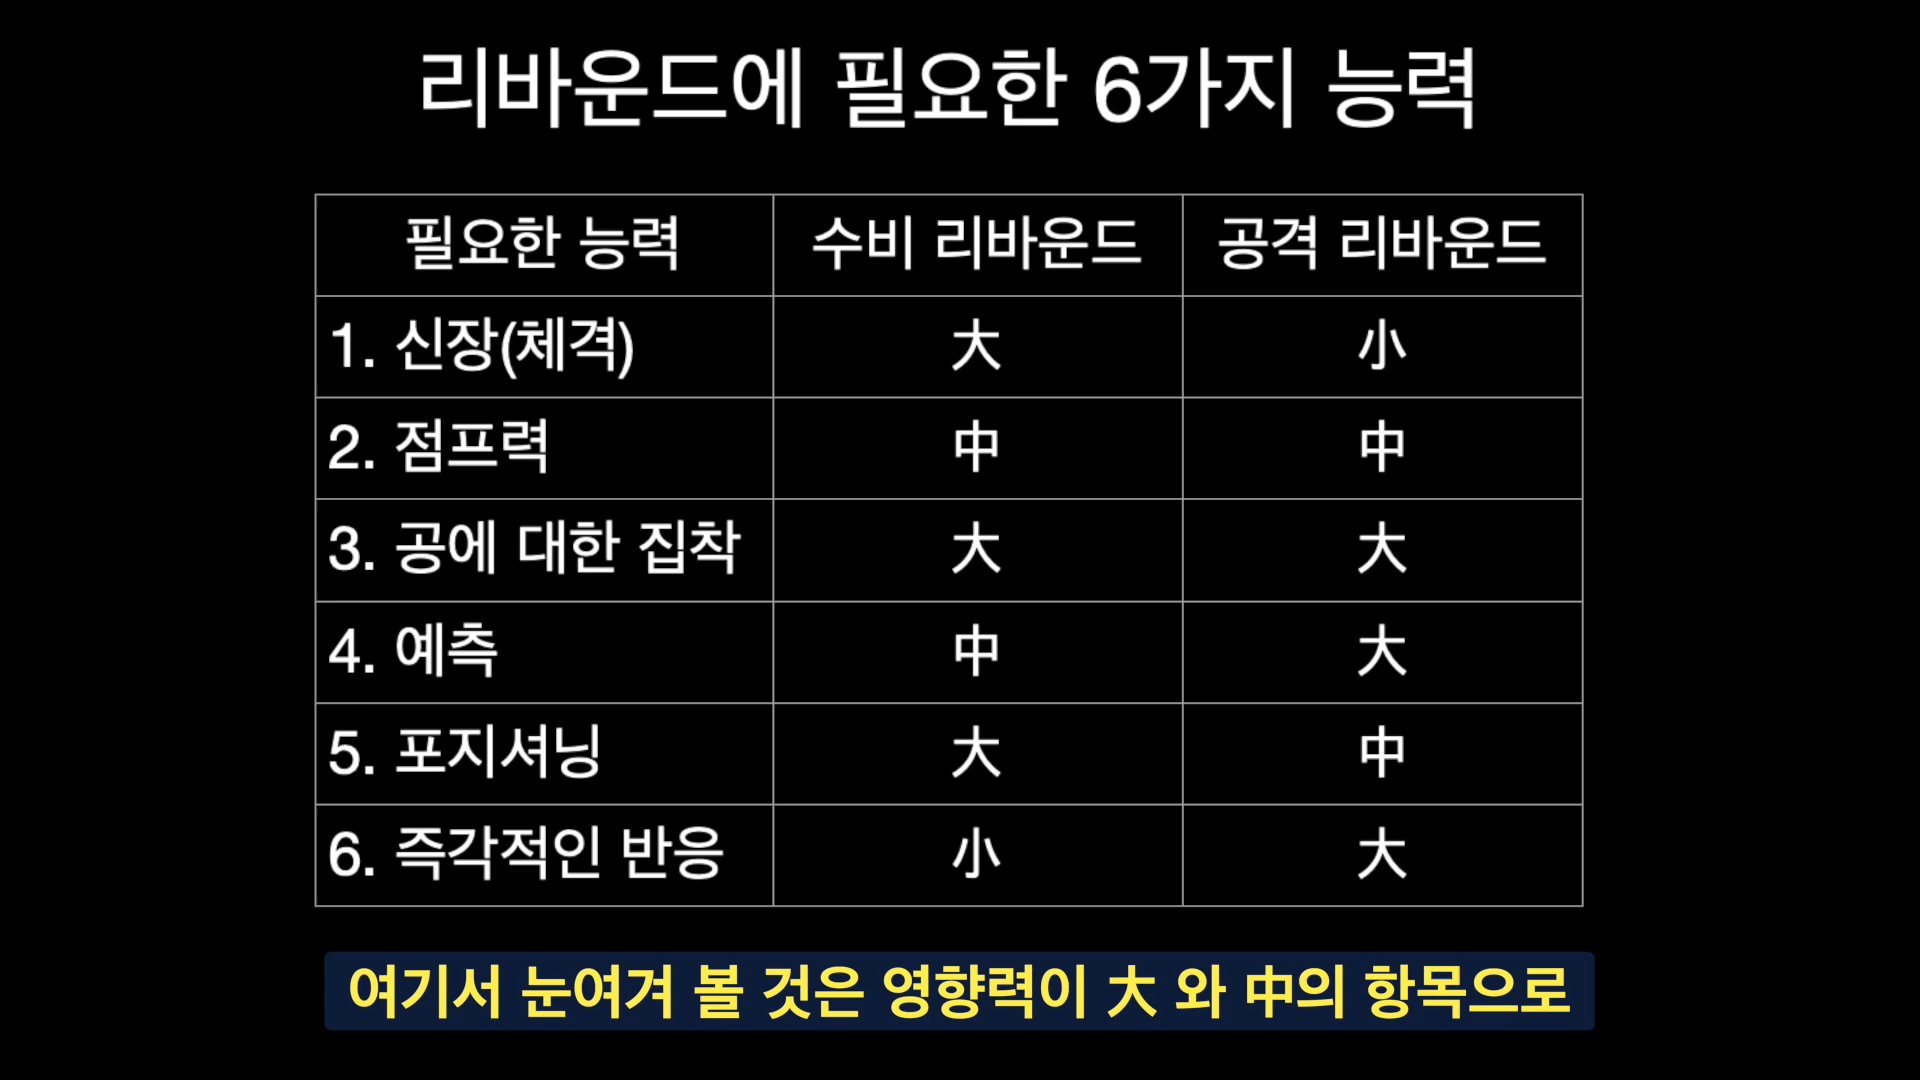 리바운드에 필요한 6가지 능력
필요한 능력 수비 리바운드 공격 리바운드
1. 신장(체격) 大 小
2. 점프력 中 中
3. 공에 대한 집착 大 大
4. 예측 中 大
5. 포지셔닝 大 中
6. 즉각적인 반응 小 大
여기서 눈여겨 볼 것은 영향력이 大 와 中의 항목으로